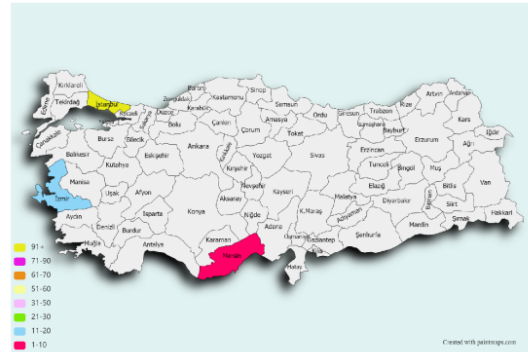 Kırklareli
Edirne
Tekirdağ
İstanbul
Kocaeli
Sakarya
Düzce
Zonguldak
Bartın
Karabük
Kastamonu
Sinop
Samsun
Ordu
Giresun
Trabzon
Rize
Artvin
Ardahan
Kars
Iğdır
Ağrı
Van
Hakkari
Şırnak
Siirt
Bitlis
Muş
Bingöl
Tunceli
Erzincan
Erzurum
Bayburt
Gümüşhane
Sivas
Tokat
Amasya
Çorum
Çankırı
Bolu
Bilecik
Bursa
Çanakkale
Balıkesir
Kütahya
Eskişehir
Ankara
Kırıkkale
Kırşehir
Yozgat
Nevşehir
Kayseri
Malatya
Elazığ
Diyarbakır
Batman
Mardin
Şanlıurfa
Adıyaman
K.Maraş
Gaziantep
Kilis
Osmaniye
Hatay
Adana
Niğde
Aksaray
Konya
Karaman
Mersin
Antalya
Isparta
Burdur
Afyon
Uşak
Manisa
İzmir
Aydın
Denizli
Muğla
91+
71-90
61-70
51-60
31-50
21-30
11-20
1-10
Created with paintmaps.com